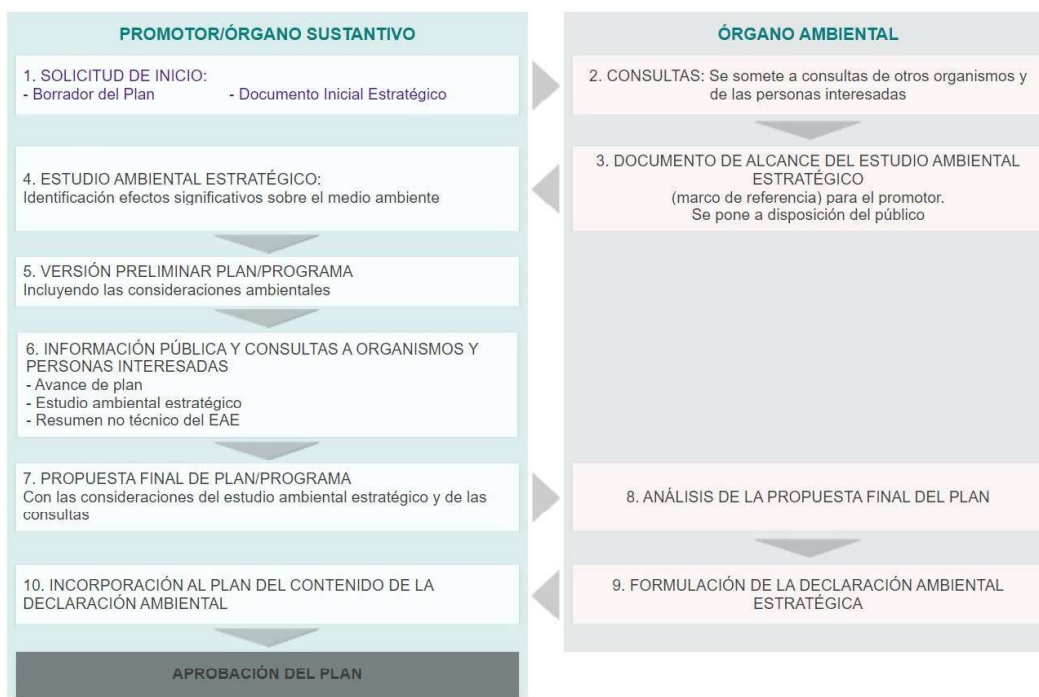 PROMOTOR/ÓRGANO SUSTANTIVO
ÓRGANO AMBIENTAL
1. SOLICITUD DE INICIO:
- Borrador del Plan - Documento Inicial Estratégico
2. CONSULTAS: Se somete a consultas de otros organismos y
de las personas interesadas
3. DOCUMENTO DE ALCANCE DEL ESTUDIO AMBIENTAL
ESTRATÉGICO
(marco de referencia) para el promotor.
Se pone a disposición del público
4. ESTUDIO AMBIENTAL ESTRATÉGICO:
Identificación efectos significativos sobre el medio ambiente
5. VERSIÓN PRELIMINAR PLAN/PROGRAMA
Incluyendo las consideraciones ambientales
6. INFORMACIÓN PÚBLICA Y CONSULTAS A ORGANISMOS Y
PERSONAS INTERESADAS
- Avance de plan
- Estudio ambiental estratégico
- Resumen no técnico del EAE
7. PROPUESTA FINAL DE PLAN/PROGRAMA
Con las consideraciones del estudio ambiental estratégico y de las
consultas
8. ANÁLISIS DE LA PROPUESTA FINAL DEL PLAN
9. FORMULACIÓN DE LA DECLARACIÓN AMBIENTAL
ESTRATÉGICA
10. INCORPORACIÓN AL PLAN DEL CONTENIDO DE LA
DECLARACIÓN AMBIENTAL
APROBACIÓN DEL PLAN